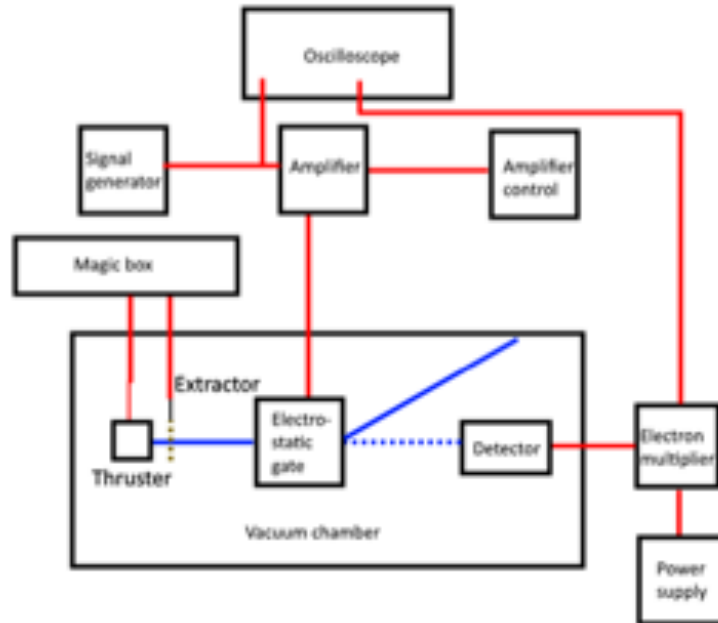 Oscilloscope
Signal
generator
Amplifier
Amplifier
control
Magic box
Extractor
Thruster
Electro-
static
gate
Detector
Electron
multiplier
Vacuum chamber
Power
supply